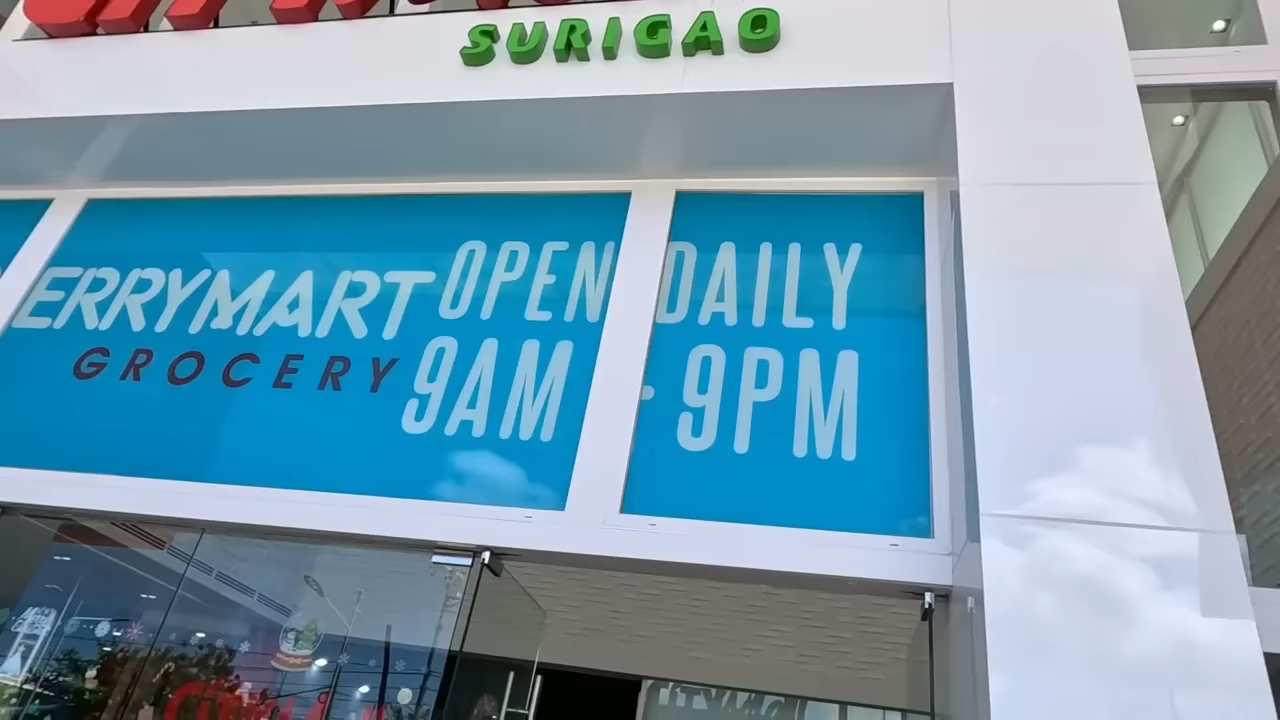 SURIGAO
ERRYMART
GROCERY
OPEN DAILY
9AM - 9PM